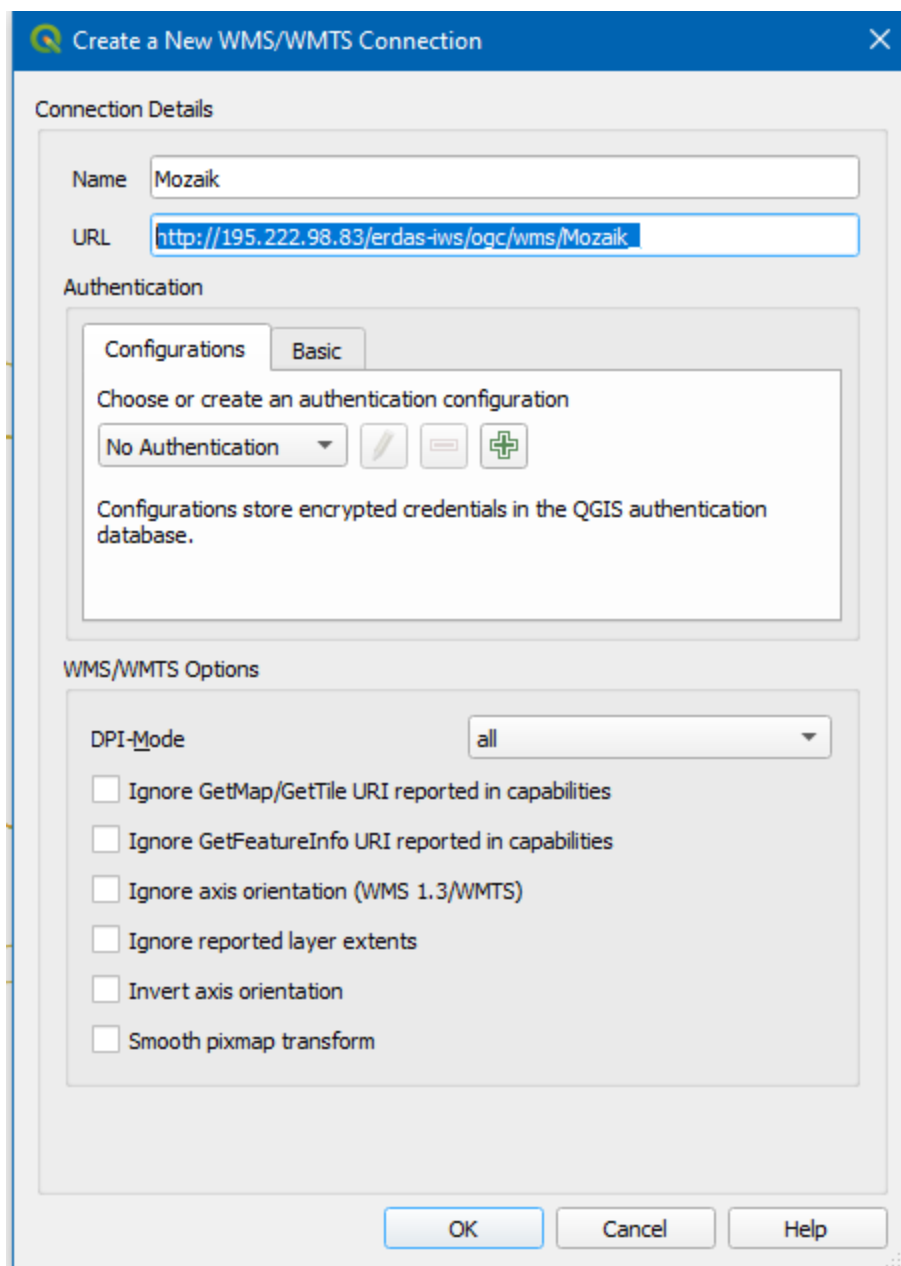 Create a New WMS/WMTS Connection
Connection Details
Name Mozaik
URL http://195.222.98.83/erdas-iws/ogc/wms/Mozaik_
Authentication
Configurations Basic
Choose or create an authentication configuration
No Authentication
Configurations store encrypted credentials in the QGIS authentication
database.
WMS/WMTS Options
DPI-Mode all
Ignore GetMap/GetTile URI reported in capabilities
Ignore GetFeatureInfo URI reported in capabilities
Ignore axis orientation (WMS 1.3/WMTS)
Ignore reported layer extents
Invert axis orientation
Smooth pixmap transform
OK Cancel Help